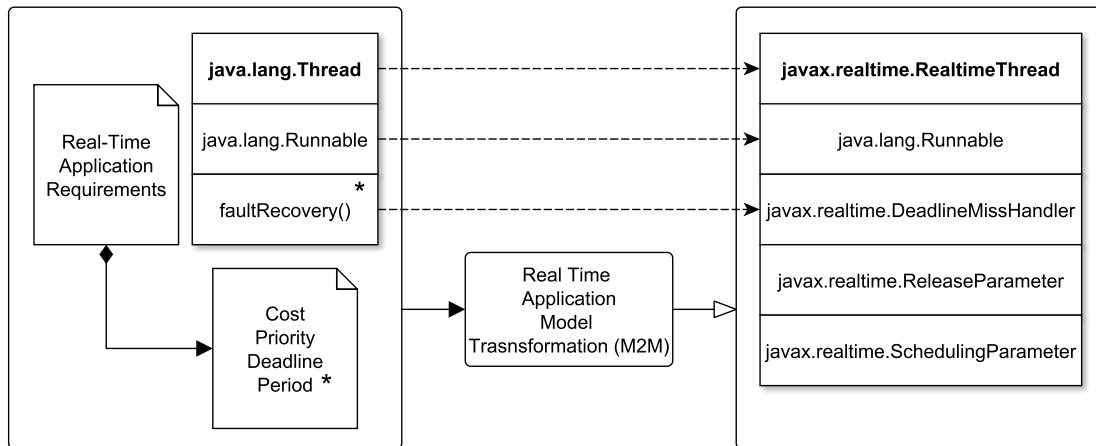 java.lang.Thread
java.lang.Runnable
*
faultRecovery()
Real-Time
Application
Requirements
Cost
Priority
Deadline
Period *
Real Time
Application
Model
Trasnsformation (M2M)
javax.realtime.RealtimeThread
java.lang.Runnable
javax.realtime.DeadlineMissHandler
javax.realtime.ReleaseParameter
javax.realtime.SchedulingParameter